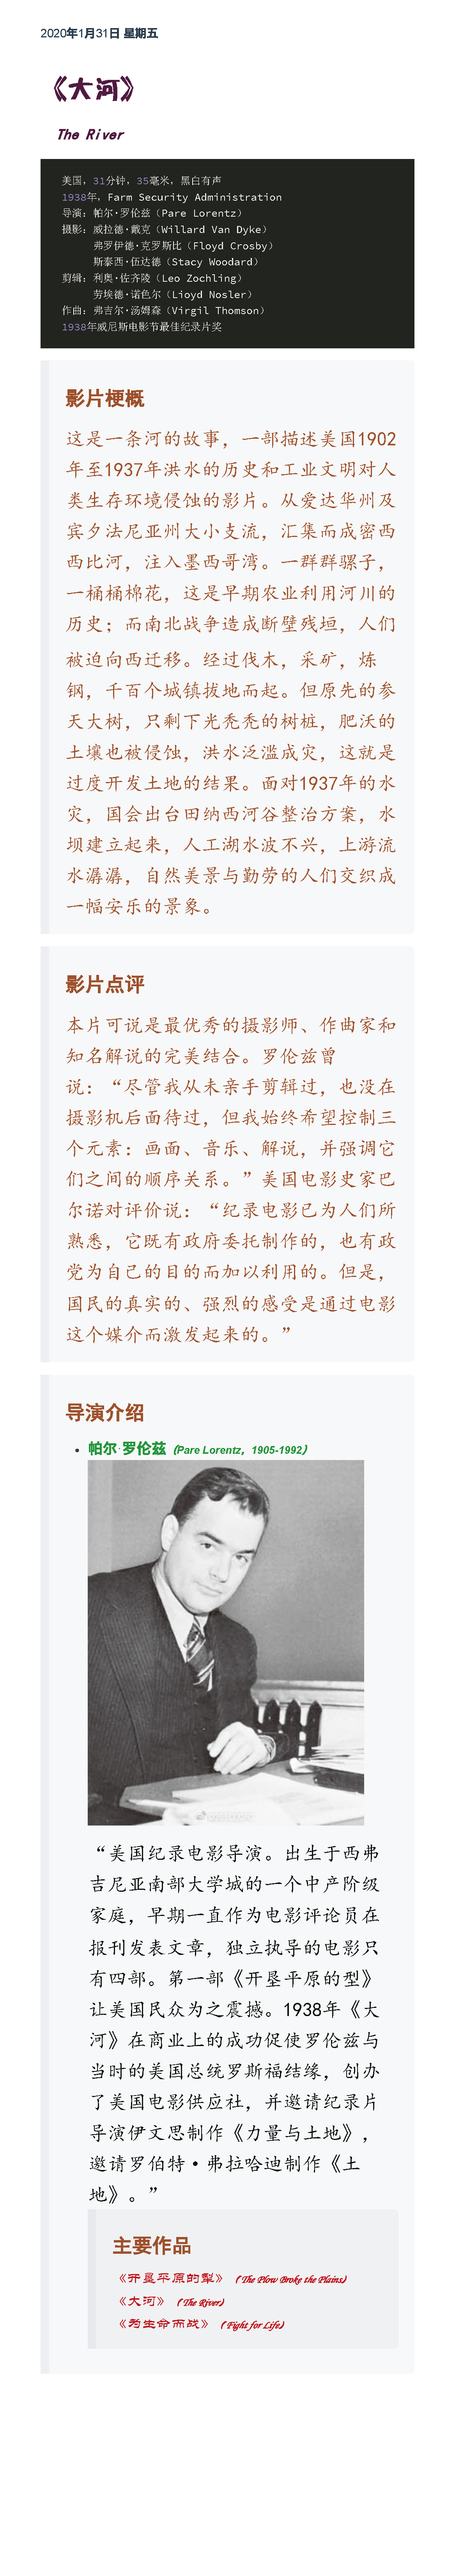 2020年1月31日 星期五
《大河》
The River
美国，31分钟，35毫米，黑白有声
1938年，Farm Security Administration
导演：帕尔·罗伦兹（Pare Lorentz）
摄影：威拉德·戴克（Willard Van Dyke）
弗罗伊德·克罗斯比（Floyd Crosby）
斯泰西·伍达德（Stacy Woodard）
剪辑：利奥·佐齐陵（Leo Zochling）
劳埃德·诺色尔（Lioyd Nosler）
作曲：弗吉尔·汤姆森（Virgil Thomson）
1938年威尼斯电影节最佳纪录片奖
影片梗概
这是一条河的故事，一部描述美国1902
年至1937年洪水的历史和工业文明对人
类生存环境侵蚀的影片。从爱达华州及
宾夕法尼亚州大小支流，汇集而成密西
西比河，注入墨西哥湾。一群群骡子，
一桶桶棉花，这是早期农业利用河川的
历史；而南北战争造成断壁残垣，人们
被迫向西迁移。经过伐木，采矿，炼
钢，千百个城镇拔地而起。但原先的参
天大树，只剩下光秃秃的树桩，肥沃的
土壤也被侵蚀，洪水泛滥成灾，这就是
过度开发土地的结果。面对1937年的水
灾，国会出台田纳西河谷整治方案，水
坝建立起来，人工湖水波不兴，上游流
水潺潺，自然美景与勤劳的人们交织成
一幅安乐的景象。
影片点评
本片可说是最优秀的摄影师、作曲家和
知名解说的完美结合。罗伦兹曾
说：“尽管我从未亲手剪辑过，也没在
摄影机后面待过，但我始终希望控制三
个元素：画面、音乐、解说，并强调它
们之间的顺序关系。”美国电影史家巴
尔诺对评价说：“纪录电影已为人们所
熟悉，它既有政府委托制作的，也有政
党为自己的目的而加以利用的。但是，
国民的真实的、强烈的感受是通过电影
这个媒介而激发起来的。”
导演介绍
帕尔·罗伦兹（Pare Lorentz，1905-1992）
“美国纪录电影导演。出生于西弗
吉尼亚南部大学城的一个中产阶级
家庭，早期一直作为电影评论员在
报刊发表文章，独立执导的电影只
有四部。第一部《开垦平原的型》
让美国民众为之震撼。1938年《大
河》在商业上的成功促使罗伦兹与
当时的美国总统罗斯福结缘，创办
了美国电影供应社，并邀请纪录片
导演伊文思制作《力量与土地》，
邀请罗伯特·弗拉哈迪制作《土
地》。”
主要作品
《开垦平原的犁》（The Plow Broke the Plains）
《大河》（The River）
《为生命而战》（Fight for Life）